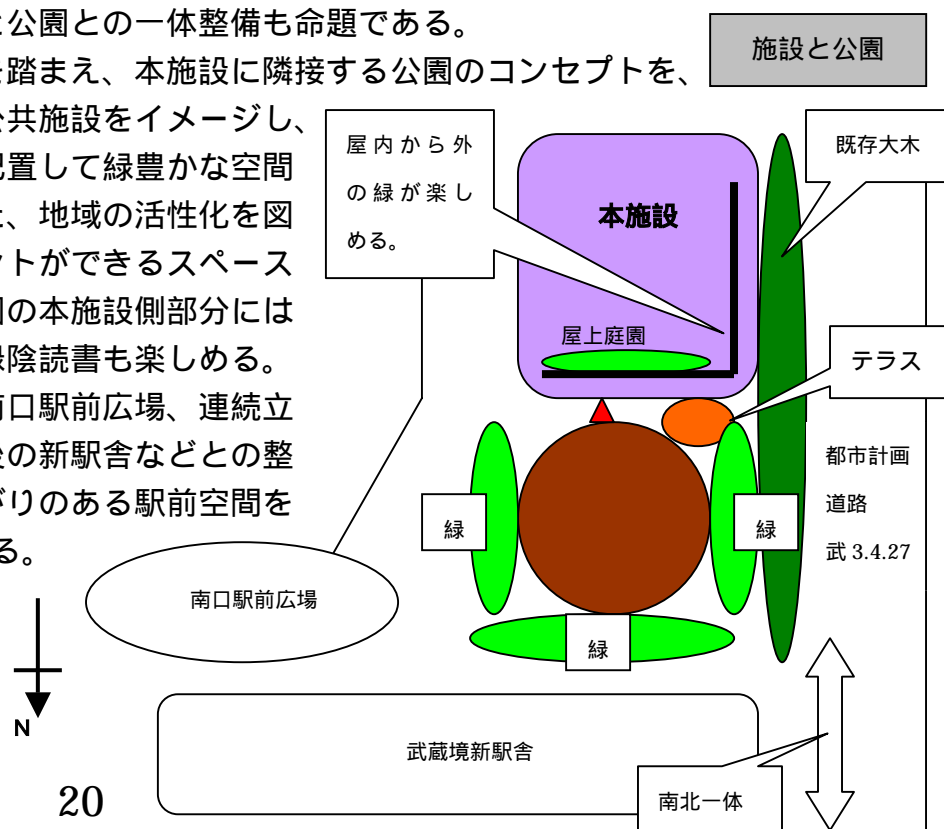 公園との一体整備も命題である。
踏まえ、本施設に隣接する公園のコンセプトを、
共施設をイメージし、
置して緑豊かな空間
、地域の活性化を図
ントができるスペース
の本施設側部分には
陰読書も楽しめる。
口駅前広場、連続立
の新駅舎などとの整
がりのある駅前空間を
る。
施設と公園
屋内から外
の緑が楽し
める。
本施設
既存大木
屋上庭園
テラス
都市計画
道路
武 3.4.27
緑
緑
緑
南口駅前広場
N
武蔵境新駅舎
南北一体
20